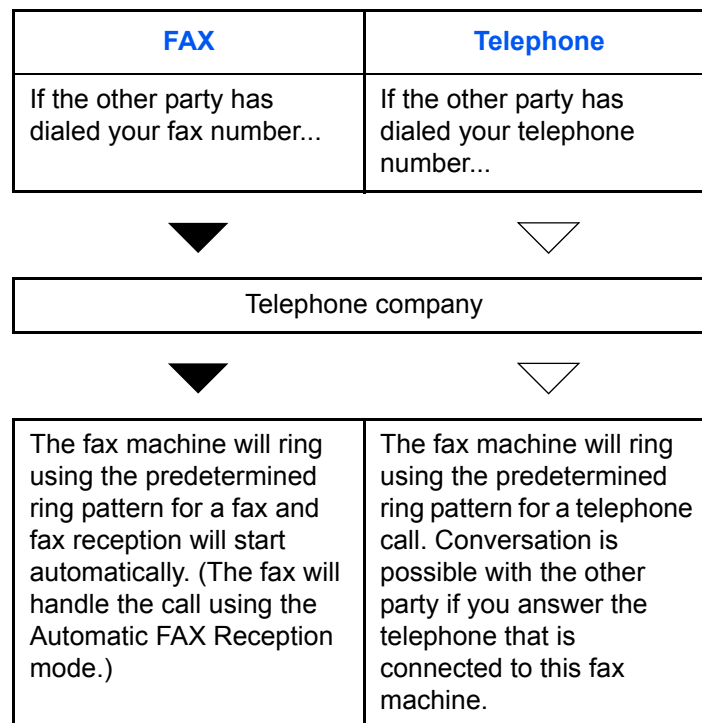 FAX
Telephone
If the other party has
dialed your fax number...
If the other party has
dialed your telephone
number...
Telephone company
The fax machine will ring
using the predetermined
ring pattern for a fax and
fax reception will start
automatically. (The fax will
handle the call using the
Automatic FAX Reception
mode.)
The fax machine will ring
using the predetermined
ring pattern for a telephone
call. Conversation is
possible with the other
party if you answer the
telephone that is
connected to this fax
machine.